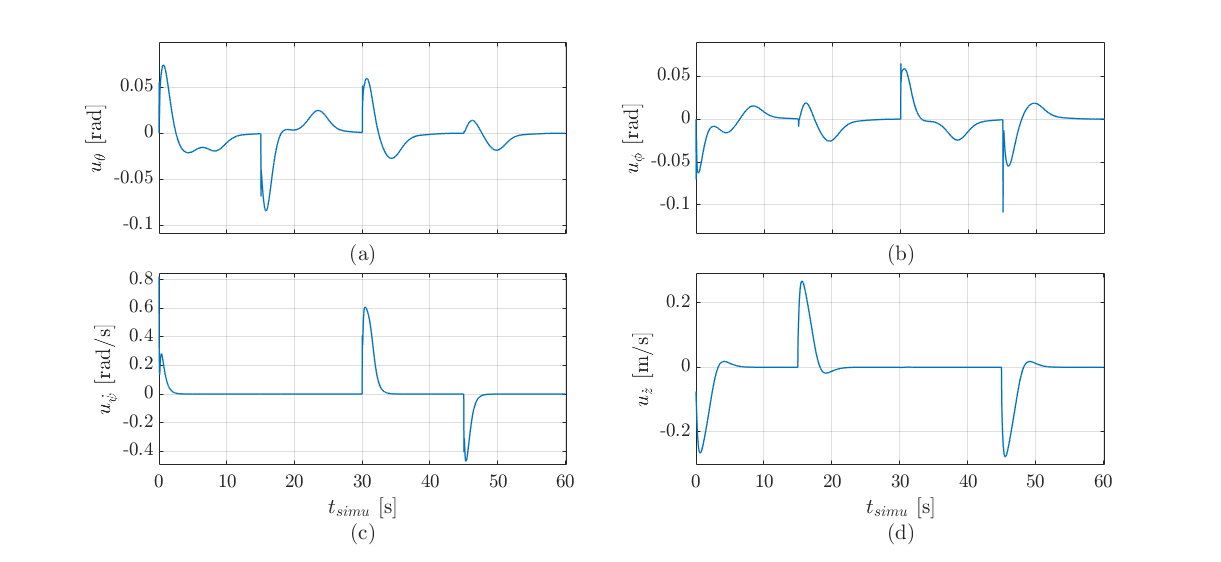 0.05
0
-0.05
-0.1
u_θ [rad]
(a)
0.05
0
-0.05
-0.1
u_ϕ [rad]
(b)
0.8
0.6
0.4
0.2
0
-0.2
-0.4
u_ψ̇ [rad/s]
0 10 20 30 40 50 60
t_simu [s]
(c)
0.2
0
-0.2
u_ż [m/s]
0 10 20 30 40 50 60
t_simu [s]
(d)